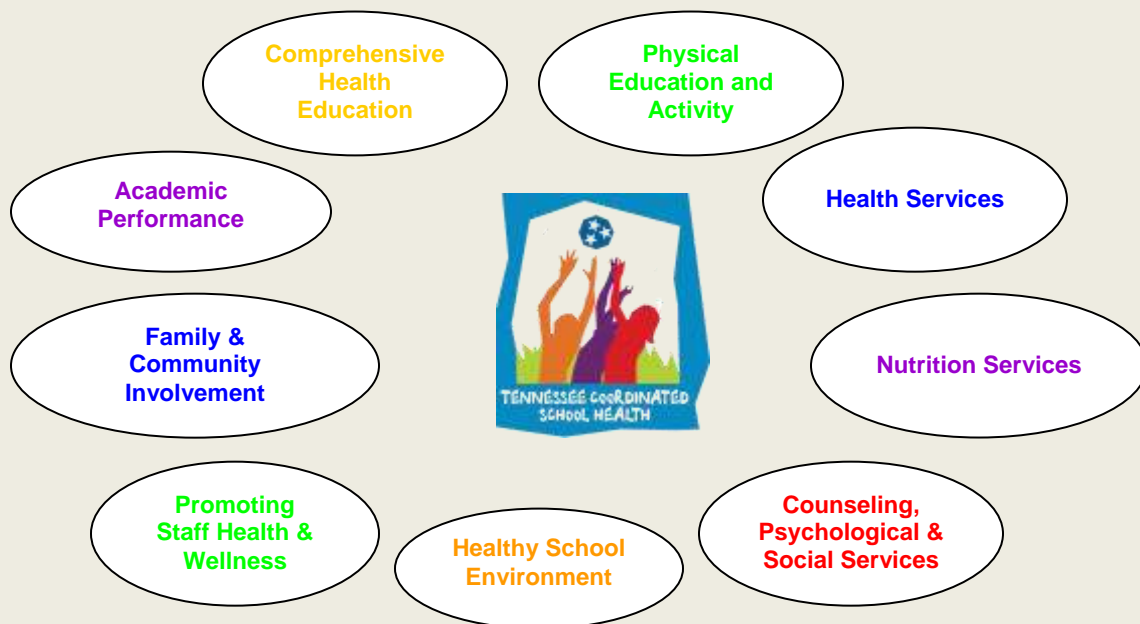 Comprehensive
Health
Education
Physical
Education and
Activity
Academic
Performance
Health Services
Family &
Community
Involvement
TENNESSEE COORDINATED
SCHOOL HEALTH
Nutrition Services
Promoting
Staff Health &
Wellness
Healthy School
Environment
Counseling,
Psychological &
Social Services